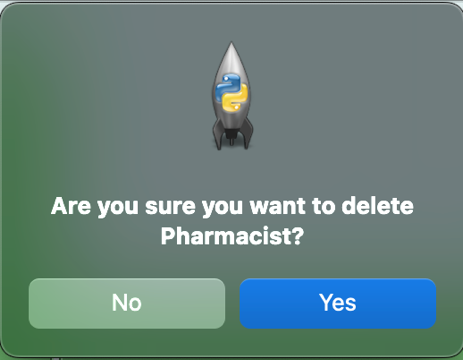 Are you sure you want to delete
Pharmacist?
No
Yes